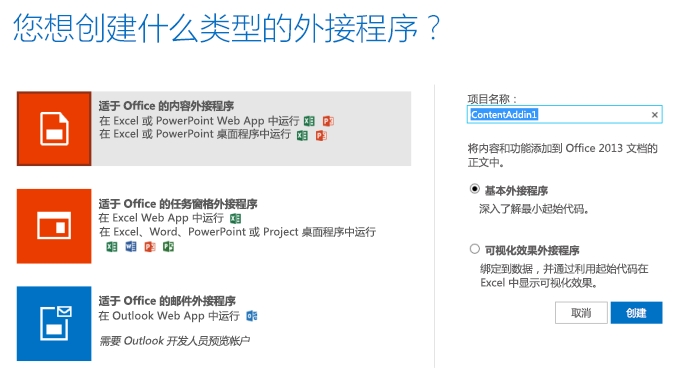 您想创建什么类型的外接程序？
适于 Office 的内容外接程序
在 Excel 或 PowerPoint Web App 中运行
在 Excel 或 PowerPoint 桌面程序中运行
适于 Office 的任务窗格外接程序
在 Excel Web App 中运行
在 Excel、Word、PowerPoint 或 Project 桌面程序中运行
适于 Office 的邮件外接程序
在 Outlook Web App 中运行
需要 Outlook 开发人员预览帐户
项目名称：
ContentAddin1
将内容和功能添加到 Office 2013 文档的
正文中。
基本外接程序
深入了解最小起始代码。
可视化效果外接程序
绑定到数据，并通过利用起始代码在
Excel 中显示可视化效果。
取消
创建